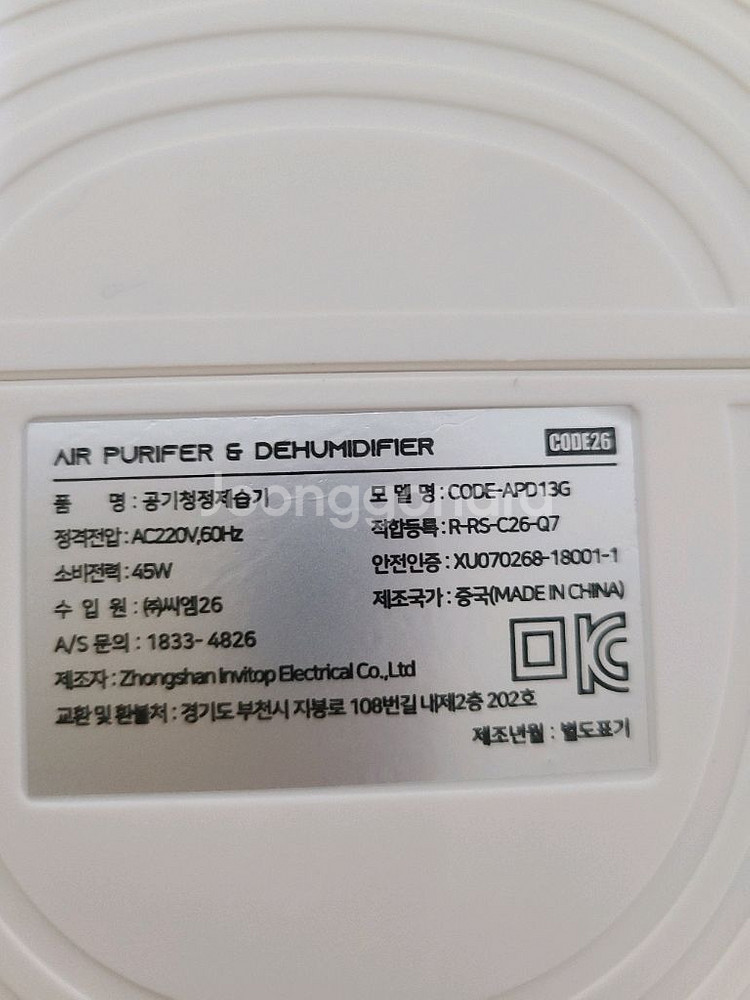 AIR PURIFER & DEHUMIDIFIER
CODE26
품 명 : 공기청정제습기
모 델 명 : CODE-APD13G
정격전압 : AC220V,60Hz
적합등록 : R-RS-C26-Q7
소비전력 : 45W
안전인증 : XU070268-18001-1
수 입 원 : ㈜씨엠26
제조국가 : 중국(MADE IN CHINA)
A/S 문의 : 1833-4826
제조자 : Zhongshan Invitop Electrical Co.,Ltd
교환 및 환불처 : 경기도 부천시 지봉로 108번길 내제2층 202호
제조년월 : 별도표기
Joonggonara